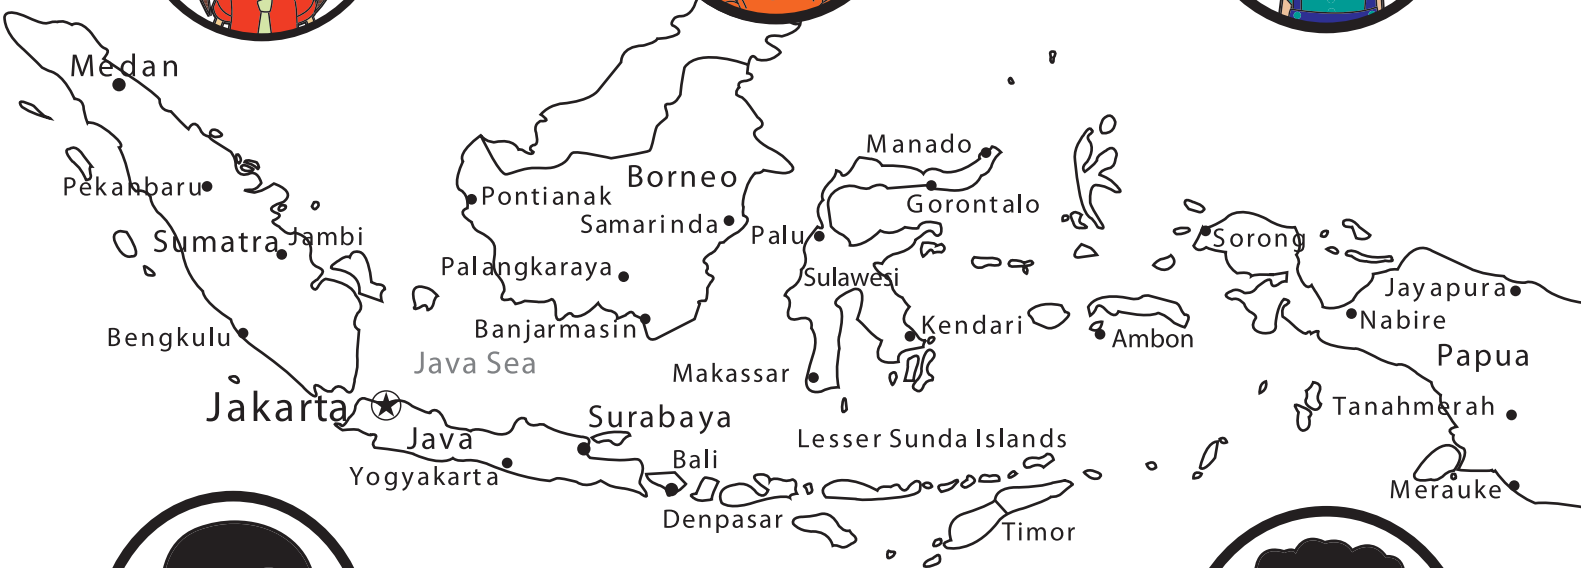 Medan
Manado
Pekanbaru
Pontianak
Borneo
Gorontalo
Samarinda
Palu
Sumatra
Jambi
Sorong
Palangkaraya
Sulawesi
Jayapura
Bengkulu
Banjarmasin
Kendari
Ambon
Nabire
Java Sea
Papua
Makassar
Jakarta
Surabaya
Tanahmerah
Java
Lesser Sunda Islands
Bali
Yogyakarta
Merauke
Denpasar
Timor